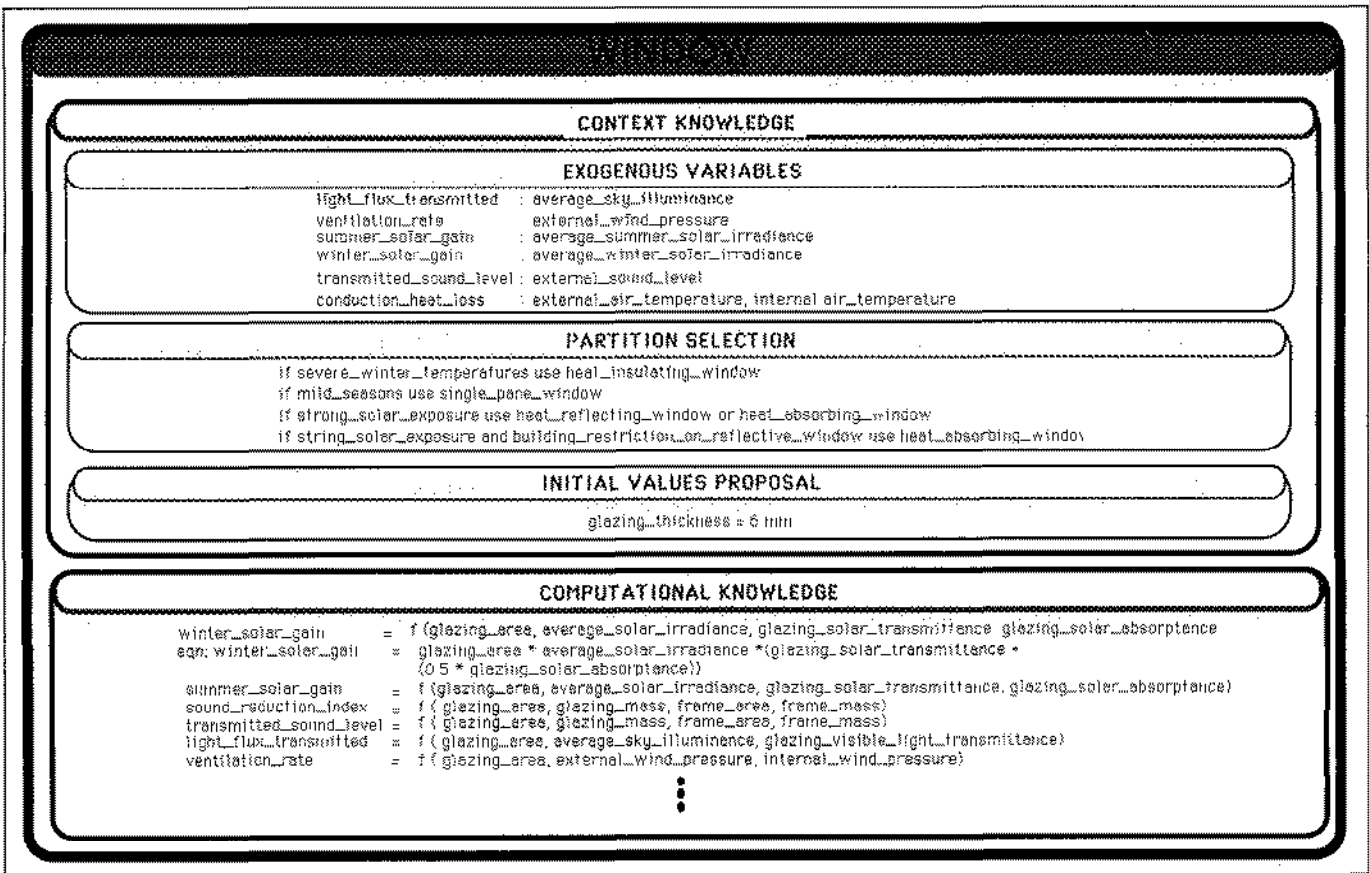 WINDOW
CONTEXT KNOWLEDGE
EXOGENOUS VARIABLES
light_flux_transmitted : average_sky_illuminance
ventilation_rate external_wind_pressure
summer_solar_gain : average_summer_solar_irradiance
winter_solar_gain : average_winter_solar_irradiance
transmitted_sound_level : external_sound_level
conduction_heat_loss : external_air_temperature, internal air_temperature
PARTITION SELECTION
if severe_winter_temperatures use heat_insulating_window
if mild_seasons use single_pane_window
if strong_solar_exposure use heat_reflecting_window or heat_absorbing_window
if string_solar_exposure and building_restriction_on_reflective_window use heat_absorbing_window
INITIAL VALUES PROPOSAL
glazing_thickness = 6 mm
COMPUTATIONAL KNOWLEDGE
winter_solar_gain = f (glazing_area, average_solar_irradiance, glazing_solar_transmittance glazing_solar_absorptance
eqn: winter_solar_gain = glazing_area * average_solar_irradiance *(glazing_solar_transmittance +
(0.5 * glazing_solar_absorptance))
summer_solar_gain = f (glazing_area, average_solar_irradiance, glazing_solar_transmittance, glazing_solar_absorptance)
sound_reduction_index = f ( glazing_area, glazing_mass, frame_area, frame_mass)
transmitted_sound_level = f ( glazing_area, glazing_mass, frame_area, frame_mass)
light_flux_transmitted = f ( glazing_area, average_sky_illuminance, glazing_visible_light_transmittance)
ventilation_rate = f ( glazing_area, external_wind_pressure, internal_wind_pressure)